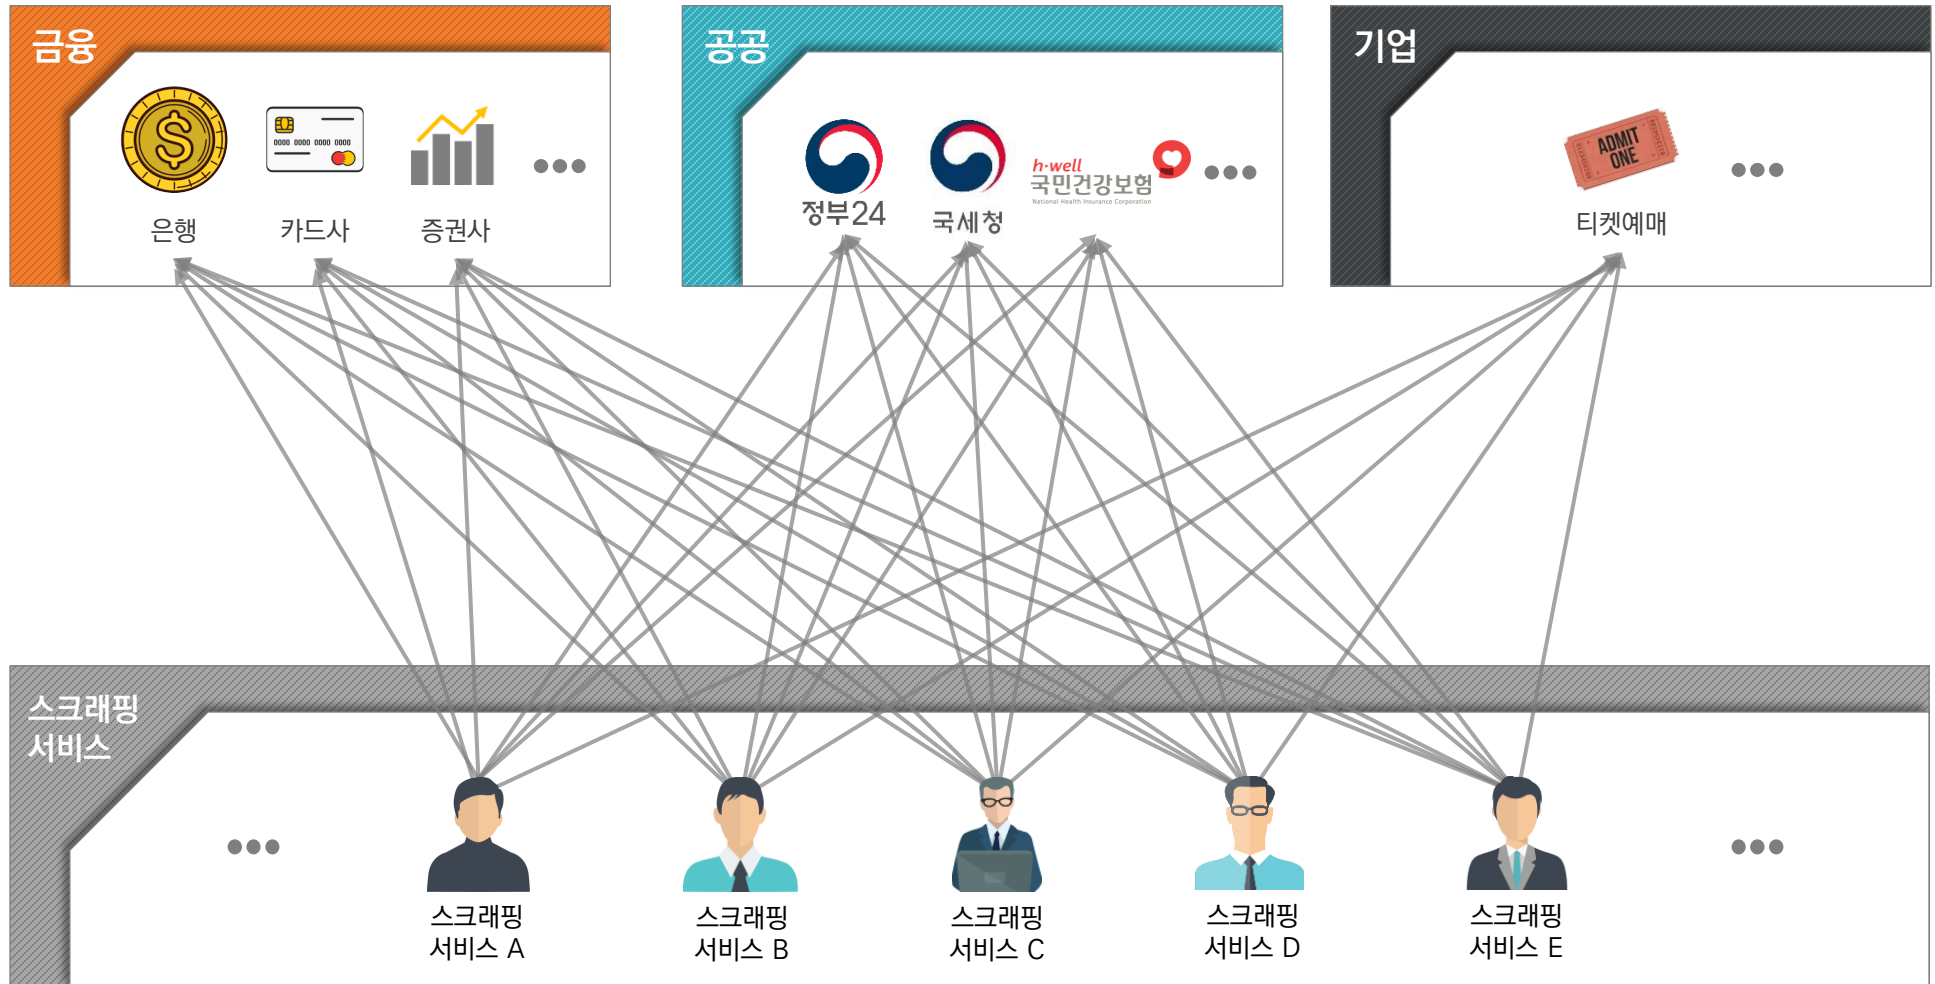 금융
공공
기업
0000 0000 0000 0000
ADMIT
ONE
h·well
국민건강보험
National Health Insurance Corporation
은행
카드사
증권사
정부24
국세청
티켓예매
스크래핑
서비스
스크래핑
서비스 A
스크래핑
서비스 B
스크래핑
서비스 C
스크래핑
서비스 D
스크래핑
서비스 E